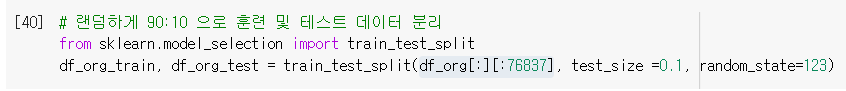 [40] # 랜덤하게 90:10 으로 훈련 및 테스트 데이터 분리
from sklearn.model_selection import train_test_split
df_org_train, df_org_test = train_test_split(df_org[:][:76837], test_size =0.1, random_state=123)